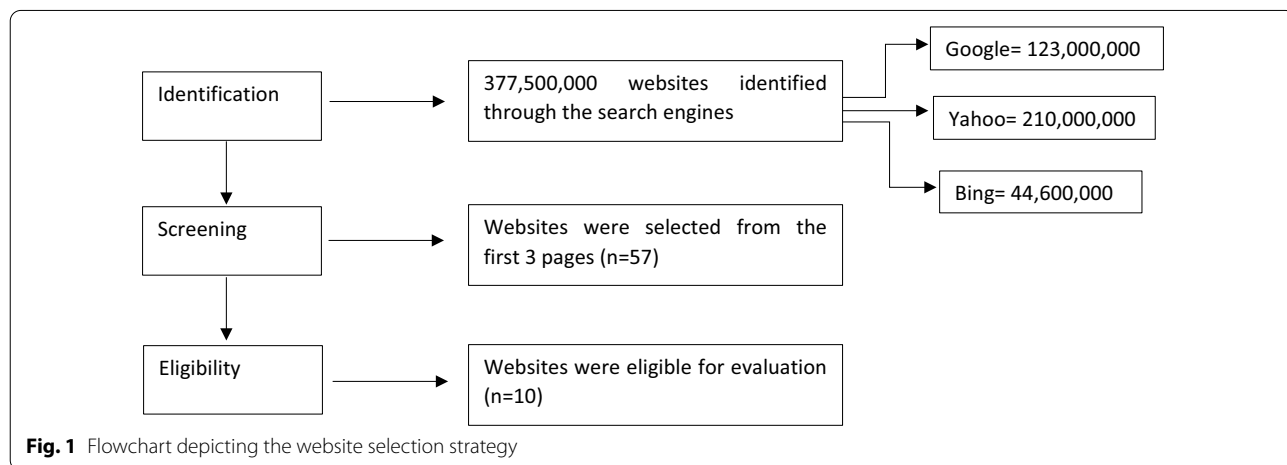 Identification
377,500,000 websites identified
through the search engines
Google= 123,000,000
Yahoo= 210,000,000
Bing= 44,600,000
Screening
Websites were selected from the
first 3 pages (n=57)
Eligibility
Websites were eligible for evaluation
(n=10)
Fig. 1 Flowchart depicting the website selection strategy